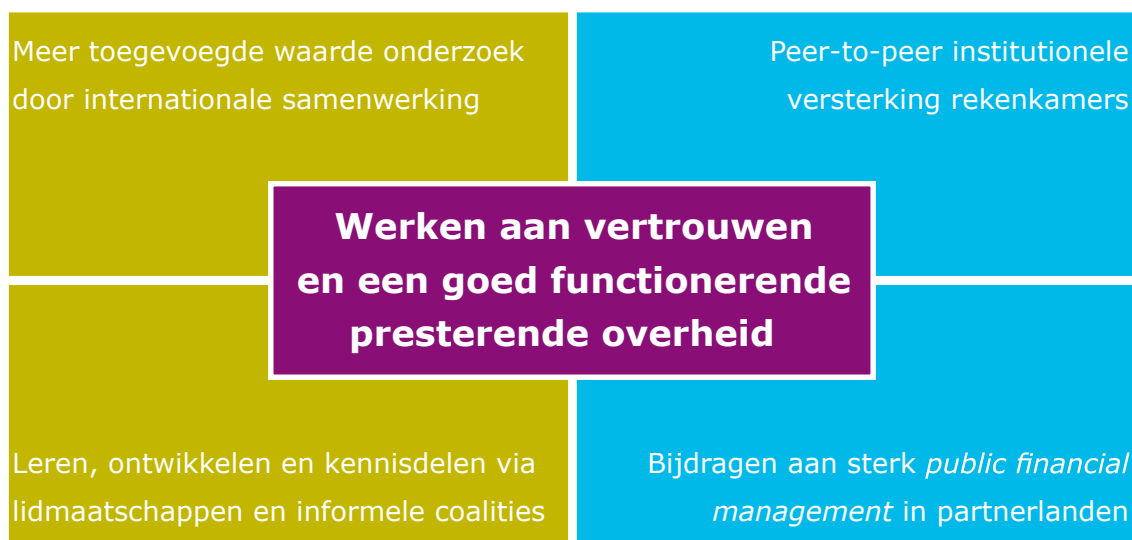 Meer toegevoegde waarde onderzoek
door internationale samenwerking
Peer-to-peer institutionele
versterking rekenkamers
Werken aan vertrouwen
en een goed functionerende
presterende overheid
Leren, ontwikkelen en kennisdelen via
lidmaatschappen en informele coalities
Bijdragen aan sterk public financial
management in partnerlanden